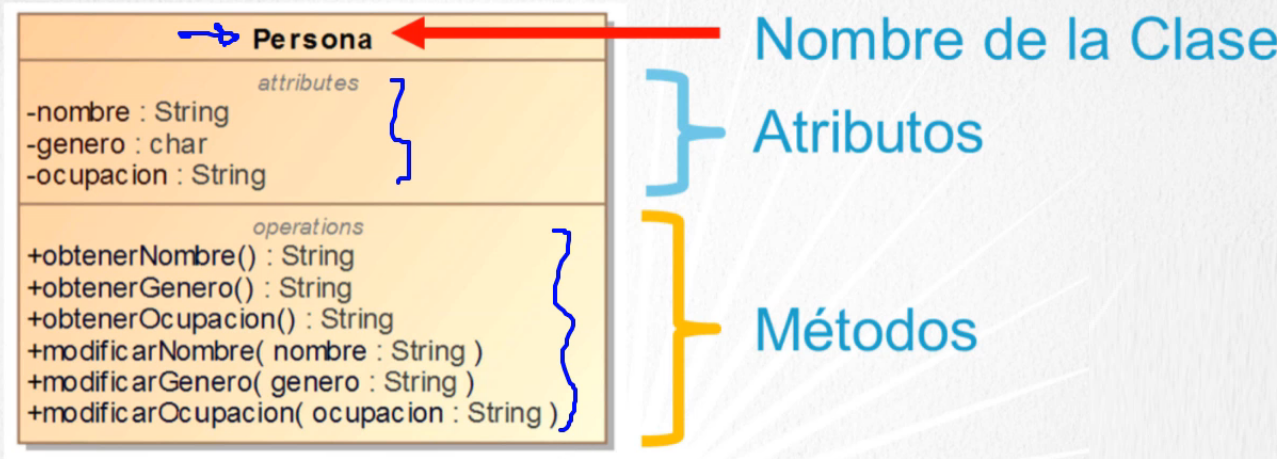 Persona
Nombre de la Clase
attributes
-nombre : String
-genero : char
-ocupacion : String
Atributos
operations
+obtenerNombre() : String
+obtenerGenero() : String
+obtenerOcupacion() : String
+modificarNombre( nombre : String )
+modificarGenero( genero : String )
+modificarOcupacion( ocupacion : String )
Métodos